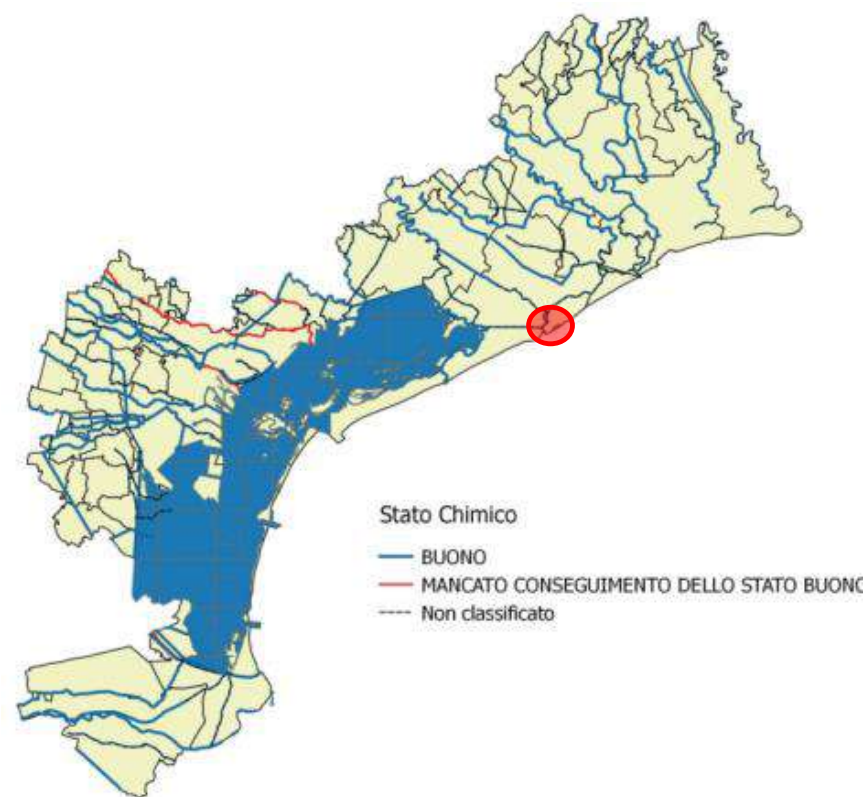 Stato Chimico
BUONO
MANCATO CONSEGUIMENTO DELLO STATO BUONO
Non classificato